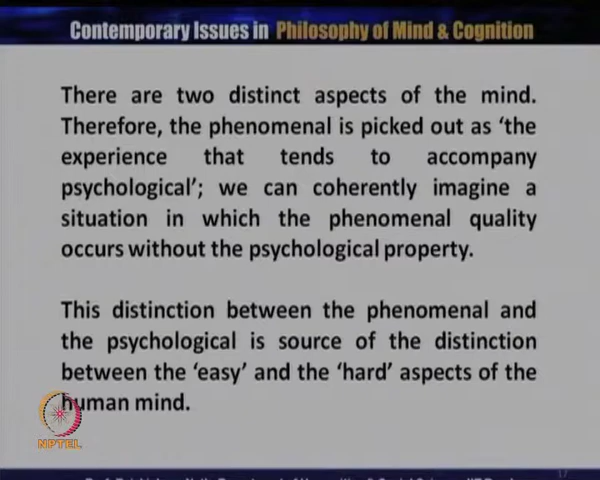 Contemporary Issues in Philosophy of Mind & Cognition
There are two distinct aspects of the mind.
Therefore, the phenomenal is picked out as ‘the
experience that tends to accompany
psychological’; we can coherently imagine a
situation in which the phenomenal quality
occurs without the psychological property.
This distinction between the phenomenal and
the psychological is source of the distinction
between the ‘easy’ and the ‘hard’ aspects of the
human mind.
NPTEL
17